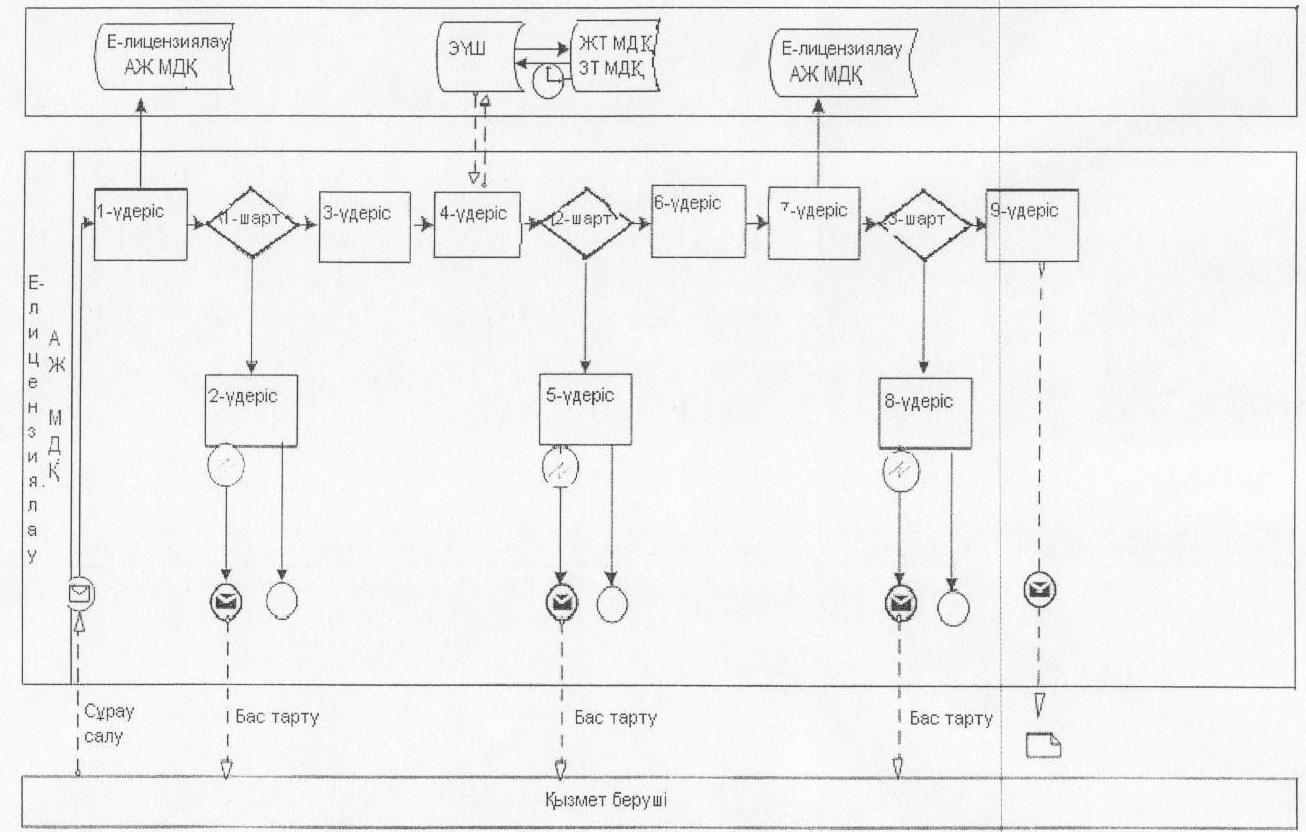 Е-лицензиялау
АЖ МДҚ
ЭҮШ
ЖТ МДҚ
ЗТ МДҚ
Е-лицензиялау
АЖ МДҚ
1-үдеріс
1-шарт
3-үдеріс
4-үдеріс
2-шарт
6-үдеріс
7-үдеріс
3-шарт
9-үдеріс
Е-лицензиялау
АЖ МДҚ
2-үдеріс
5-үдеріс
8-үдеріс
Сұрау
салу
Бас тарту
Бас тарту
Бас тарту
Қызмет беруші